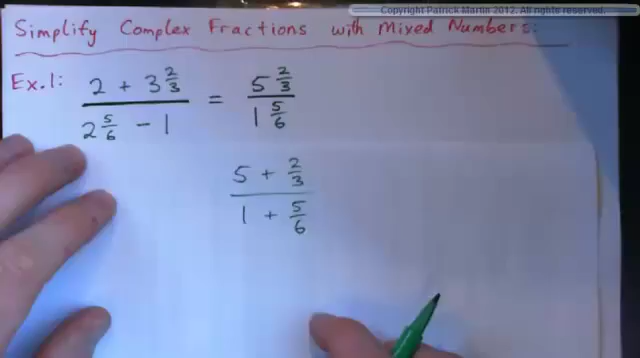 Copyright Patrick Martin 2012. All rights reserved.
Simplify Complex Fractions with Mixed Numbers:
Ex.1: (2 + 3 2/3) / (2 5/6 - 1) = (5 2/3) / (1 5/6)
(5 + 2/3) / (1 + 5/6)